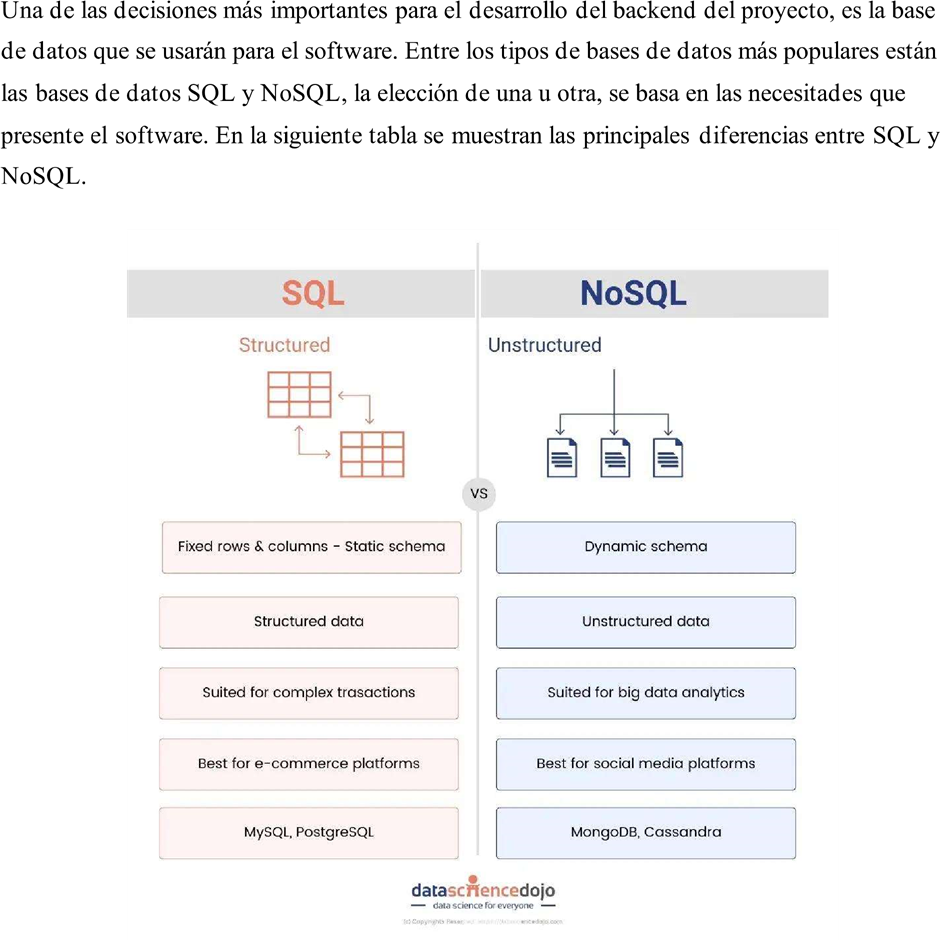 Una de las decisiones más importantes para el desarrollo del backend del proyecto, es la base
de datos que se usarán para el software. Entre los tipos de bases de datos más populares están
las bases de datos SQL y NoSQL, la elección de una u otra, se basa en las necesitades que
presente el software. En la siguiente tabla se muestran las principales diferencias entre SQL y
NoSQL.
SQL
NoSQL
Structured
Unstructured
VS
Fixed rows & columns - Static schema
Dynamic schema
Structured data
Unstructured data
Suited for complex trasactions
Suited for big data analytics
Best for e-commerce platforms
Best for social media platforms
MySQL, PostgreSQL
MongoDB, Cassandra
datasciencedojo
data science for everyone